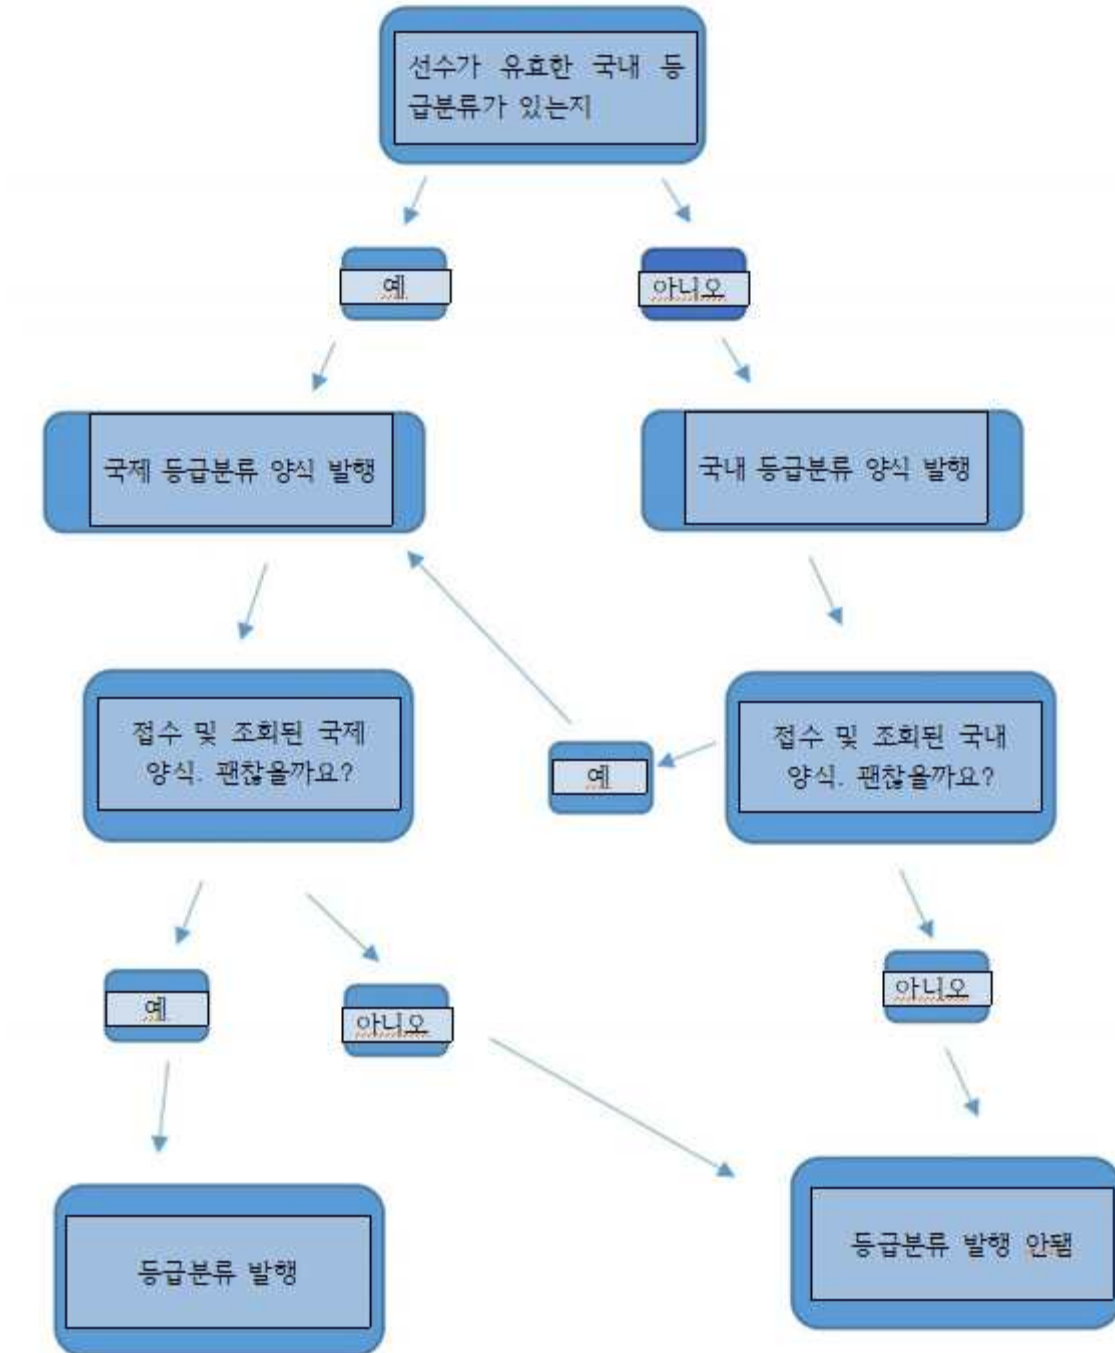 선수가 유효한 국내 등
급분류가 있는지
예
아니오
국제 등급분류 양식 발행
국내 등급분류 양식 발행
접수 및 조회된 국제
양식. 괜찮을까요?
예
접수 및 조회된 국내
양식. 괜찮을까요?
예
아니오
아니오
등급분류 발행
등급분류 발행 안됌